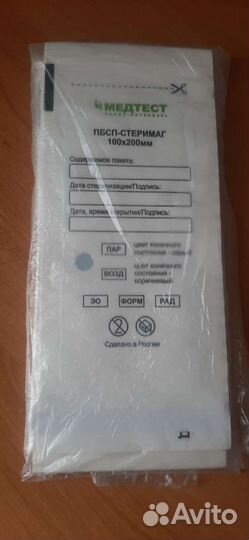 МЕДТЕСТ
ПБСП-СТЕРИМАГ
100х200мм
Содержимое пакета:
Дата стерилизации/Подпись:
Дата, время вскрытия/Подпись:
ПАР цвет конечного состояния - серый
ВОЗД цвет конечного состояния - коричневый
ЭО ФОРМ РАД
Сделано в России
Avito